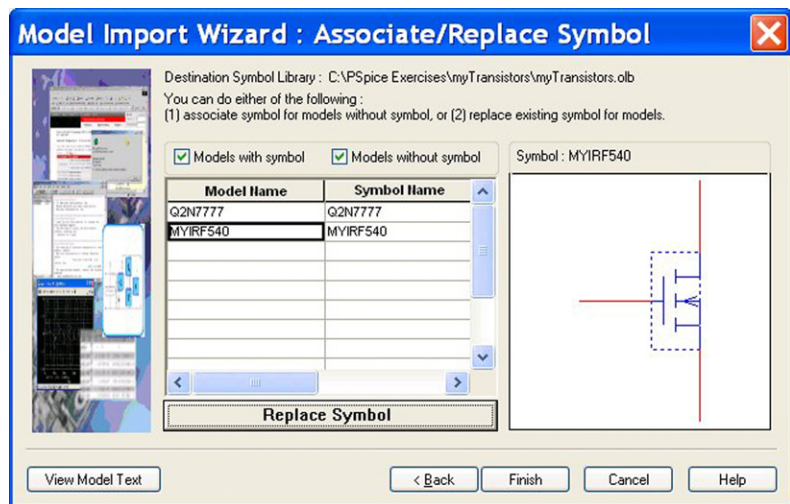 Model Import Wizard : Associate/Replace Symbol
Destination Symbol Library : C:\PSpice Exercises\myTransistors\myTransistors.olb
You can do either of the following :
(1) associate symbol for models without symbol, or (2) replace existing symbol for models.
Models with symbol Models without symbol
Symbol : MYIRF540
Model Name Symbol Name
Q2N7777 Q2N7777
MYIRF540 MYIRF540
Replace Symbol
View Model Text < Back Finish Cancel Help